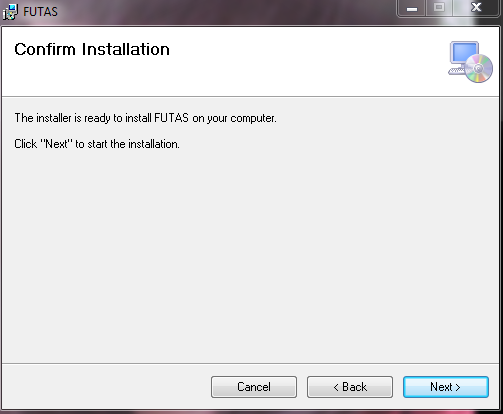 FUTAS
Confirm Installation
The installer is ready to install FUTAS on your computer.
Click "Next" to start the installation.
Cancel
< Back
Next >